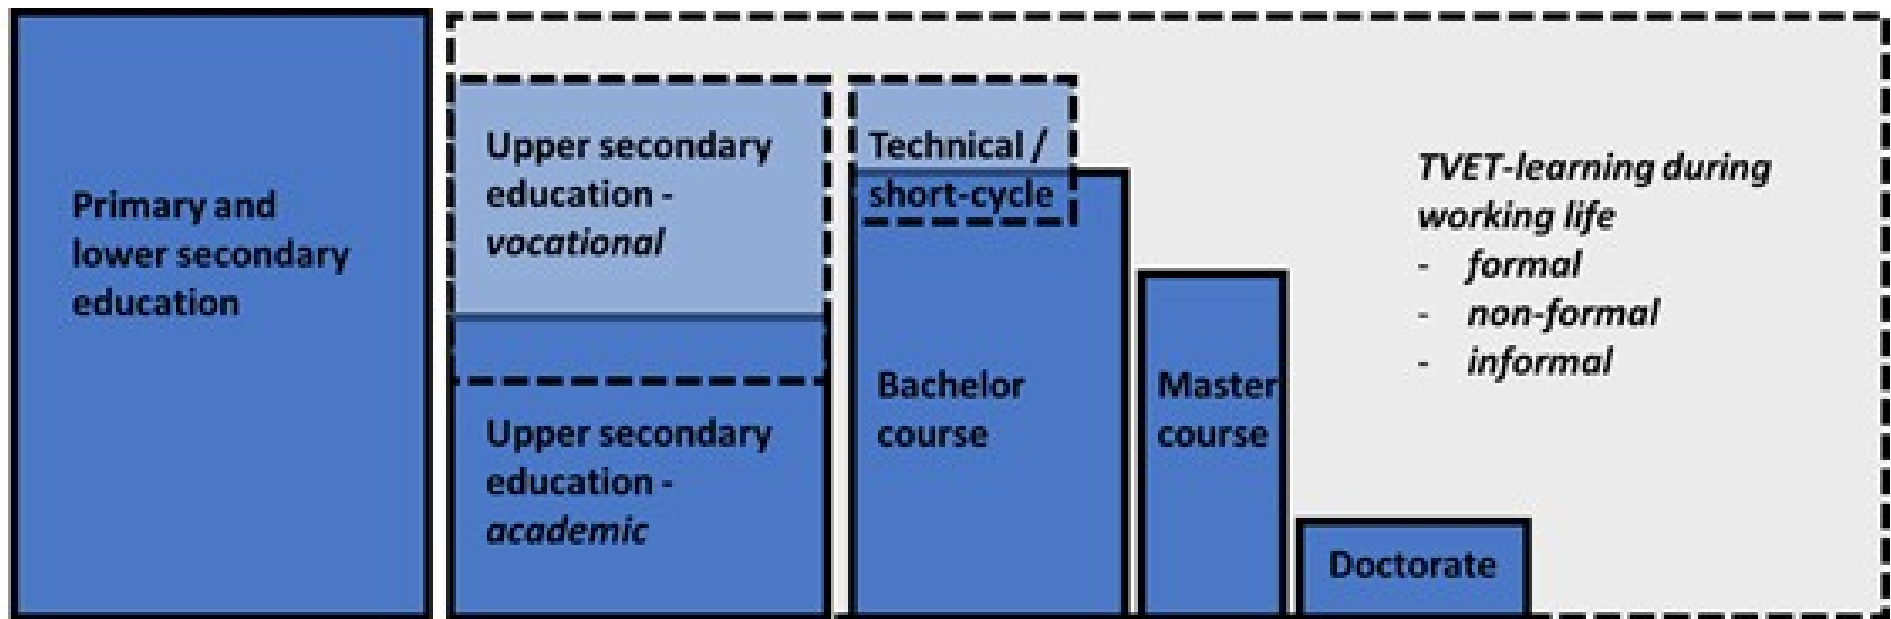 Primary and
lower secondary
education
Upper secondary
education -
vocational
Upper secondary
education -
academic
Technical /
short-cycle
Bachelor
course
Master
course
Doctorate
TVET-learning during
working life
- formal
- non-formal
- informal